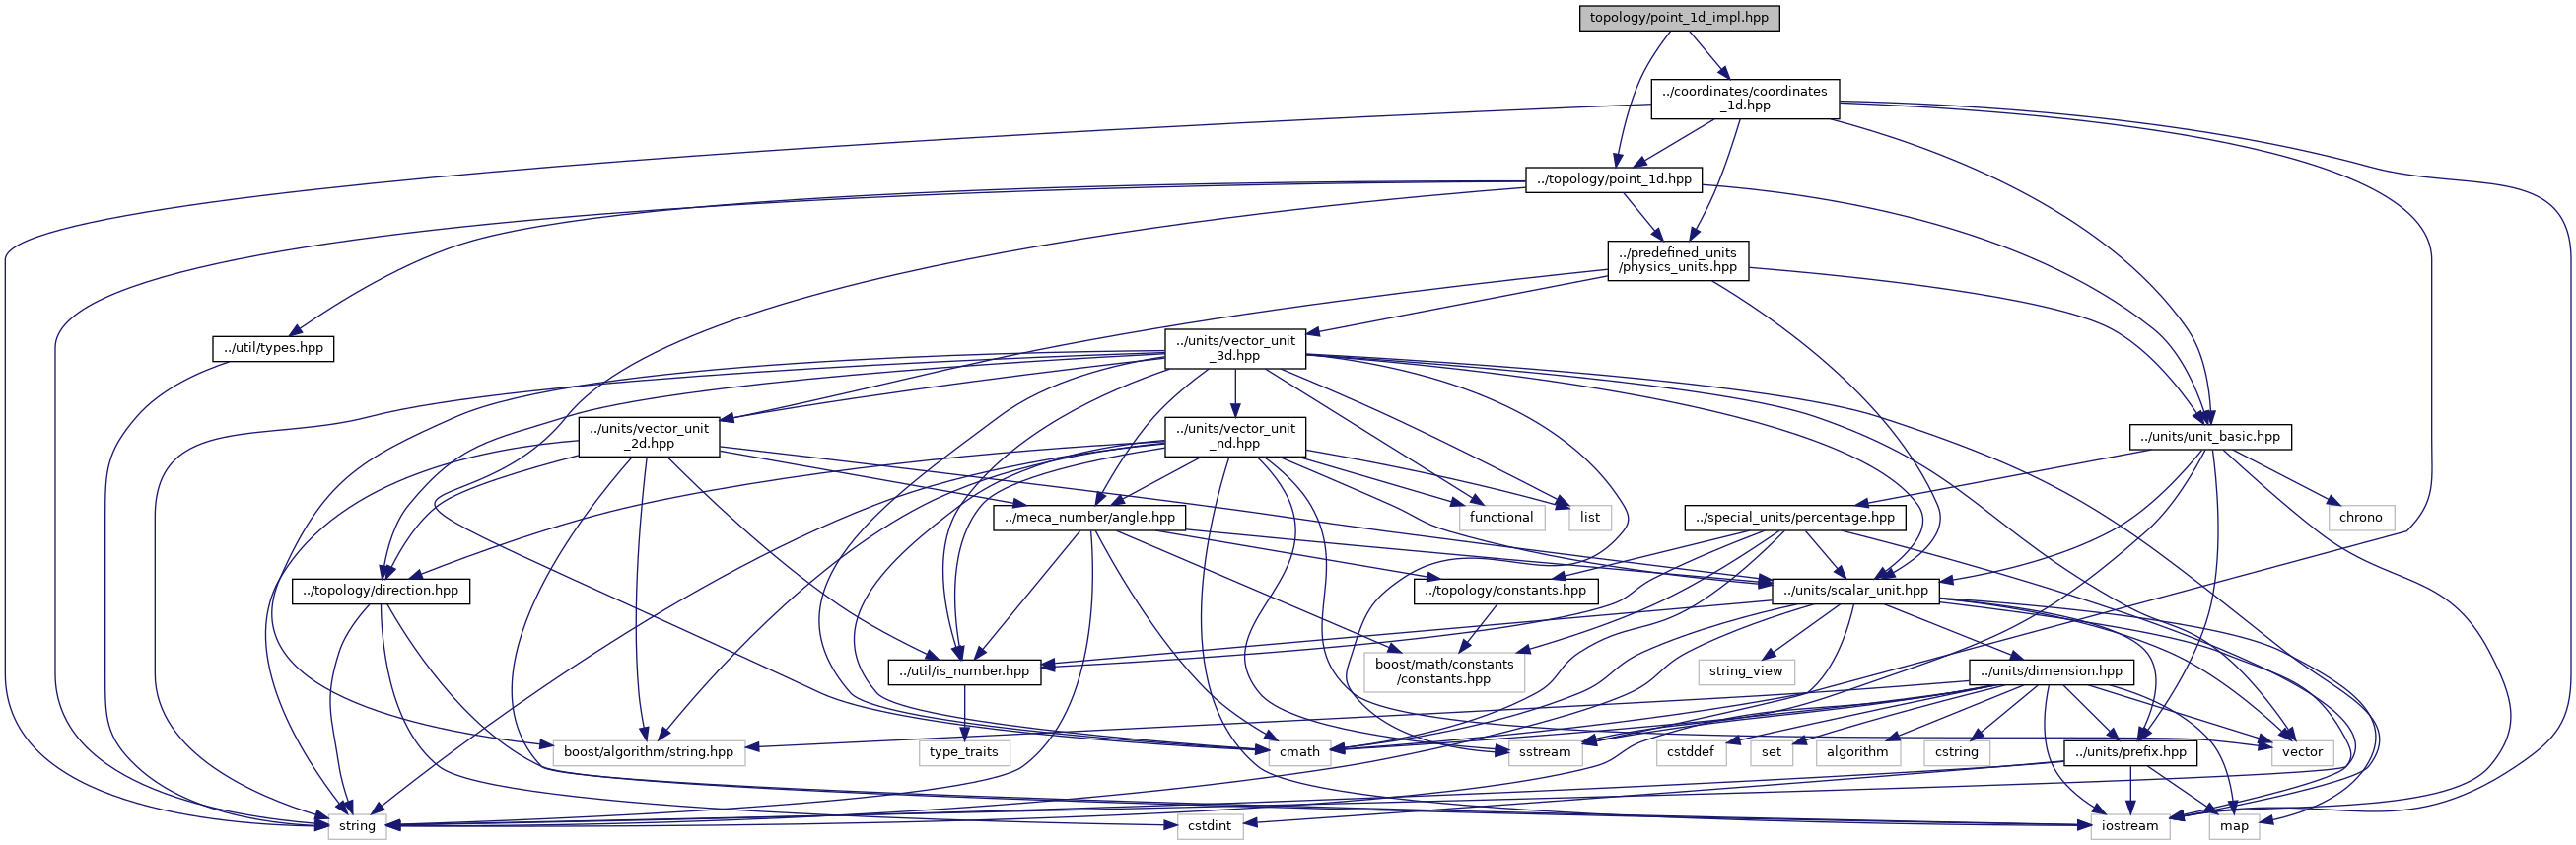 topology/point_1d_impl.hpp
../coordinates/coordinates
_1d.hpp
../topology/point_1d.hpp
../predefined_units
/physics_units.hpp
../util/types.hpp
../units/vector_unit
_3d.hpp
../units/vector_unit
_2d.hpp
../units/vector_unit
_nd.hpp
../units/unit_basic.hpp
../meca_number/angle.hpp
functional
list
../special_units/percentage.hpp
chrono
../topology/direction.hpp
../topology/constants.hpp
../units/scalar_unit.hpp
../util/is_number.hpp
boost/math/constants
/constants.hpp
string_view
../units/dimension.hpp
boost/algorithm/string.hpp
type_traits
cmath
sstream
cstddef
set
algorithm
cstring
../units/prefix.hpp
vector
string
cstdint
iostream
map